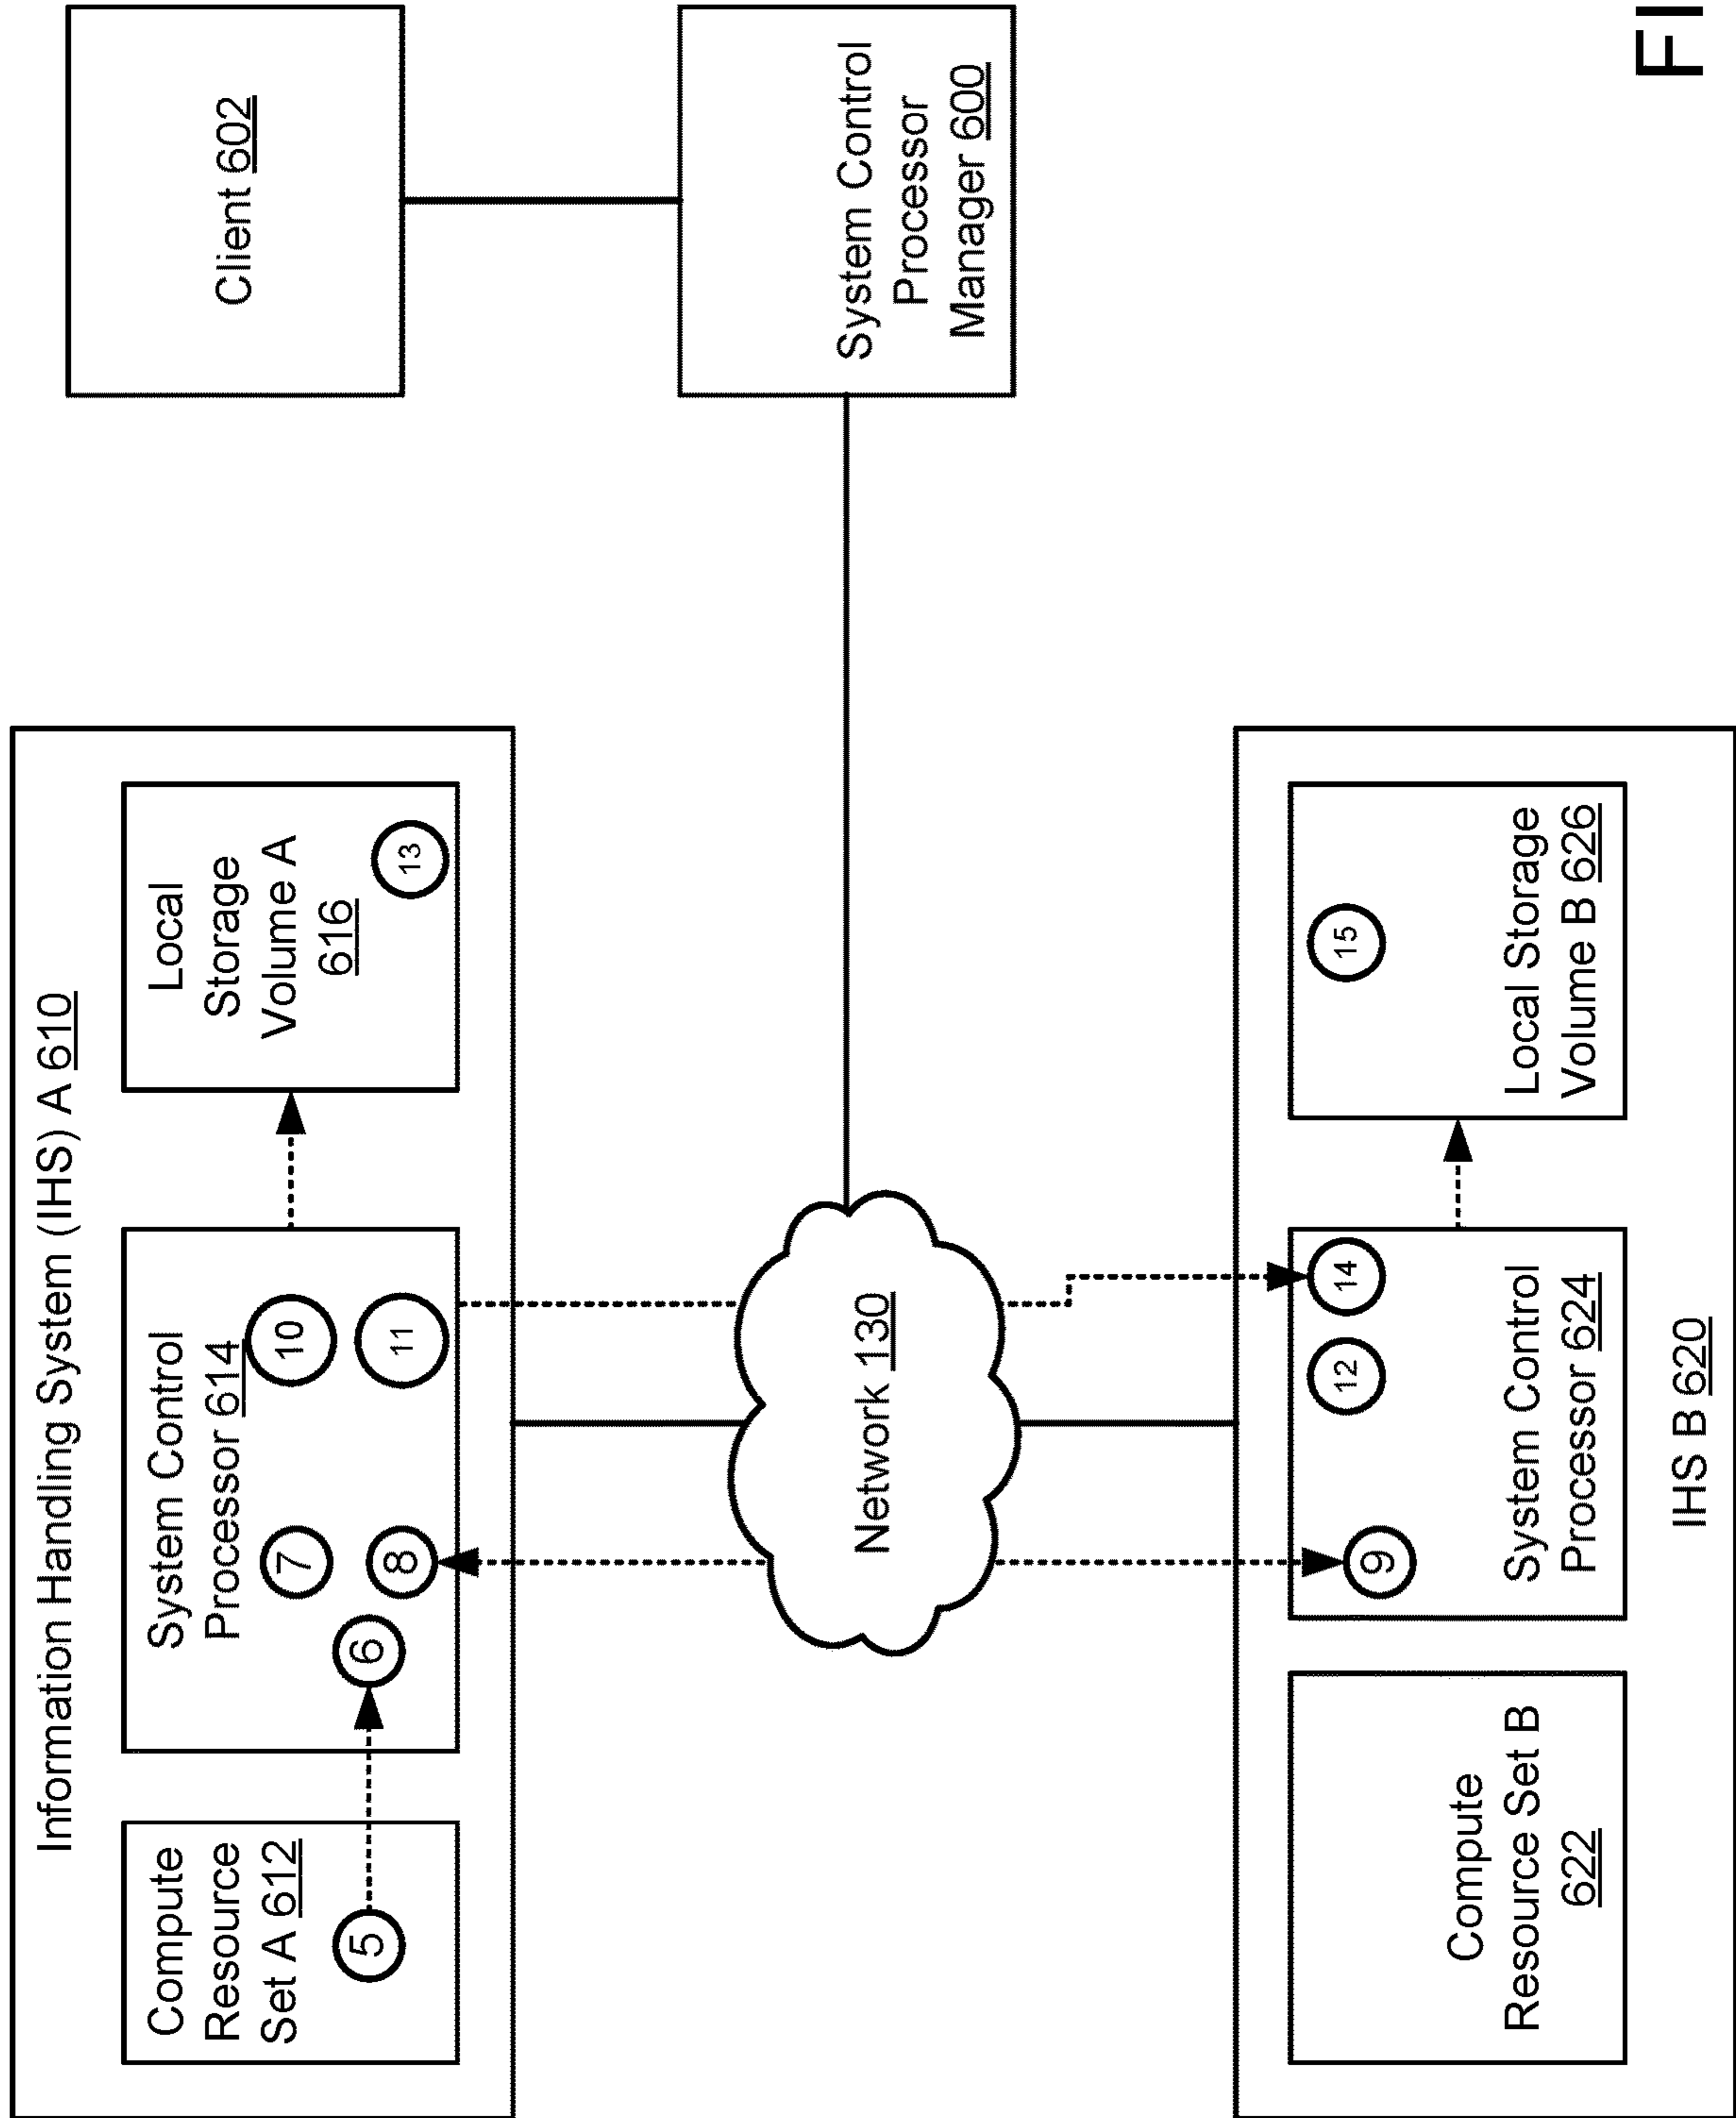 Information Handling System (IHS) A 610
Compute
Resource
Set A 612
5
System Control
Processor 614
6
7
8
10
11
Local
Storage
Volume A
616
13
Client 602
System Control
Processor
Manager 600
Network 130
Compute
Resource Set B
622
9
12
14
System Control
Processor 624
15
Local Storage
Volume B 626
IHS B 620
FI